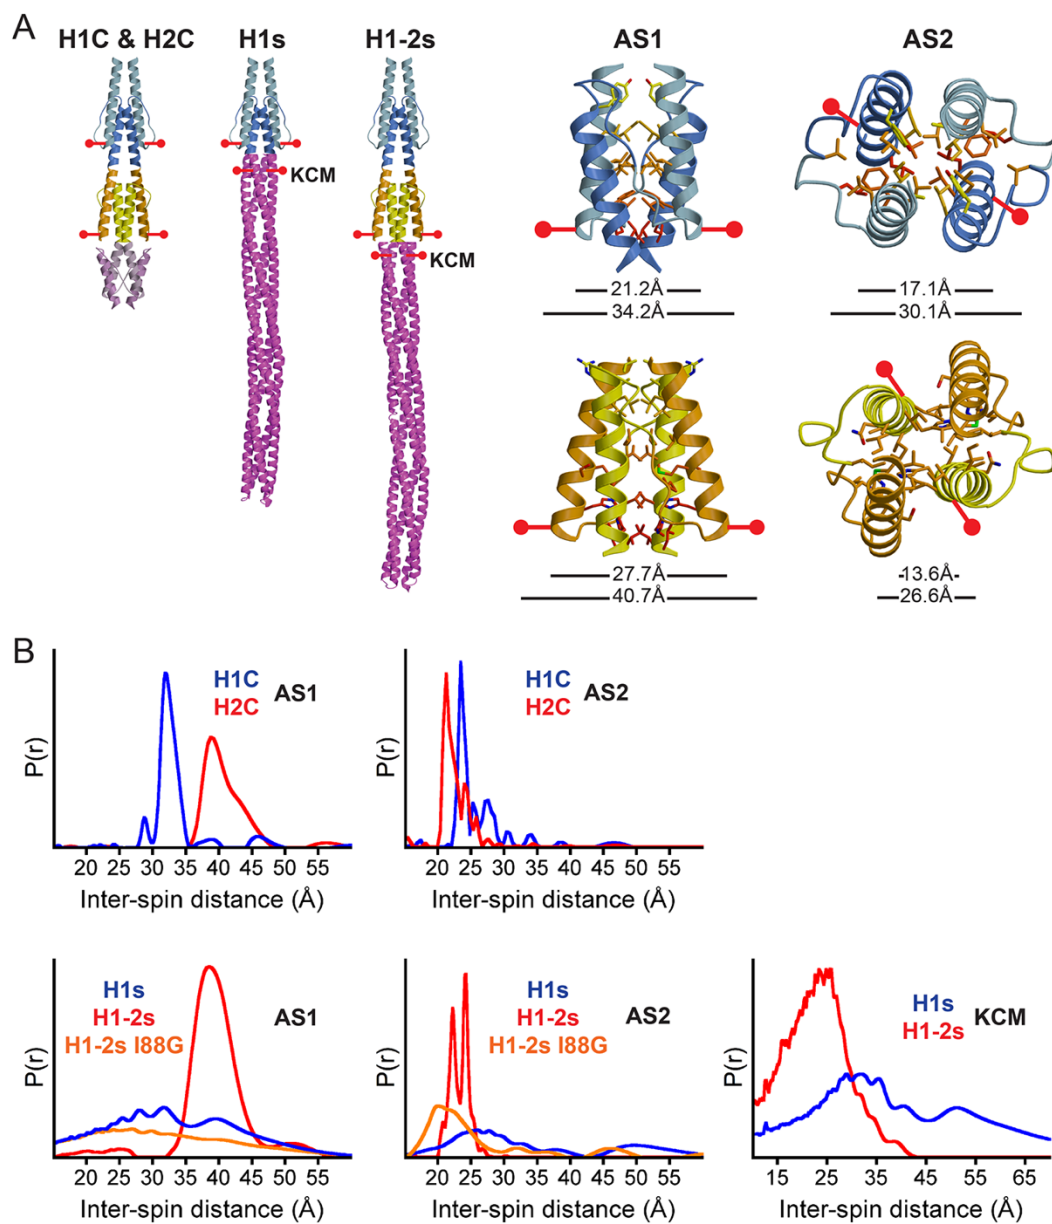 A
H1C & H2C H1s H1-2s AS1 AS2
KCM
KCM
21.2Å
34.2Å
17.1Å
30.1Å
27.7Å
40.7Å
13.6Å
26.6Å
B
P(r)
H1C
H2C
AS1
20 25 30 35 40 45 50 55
Inter-spin distance (Å)
P(r)
H1C
H2C
AS2
20 25 30 35 40 45 50 55
Inter-spin distance (Å)
P(r)
H1s
H1-2s
H1-2s I88G
AS1
20 25 30 35 40 45 50 55
Inter-spin distance (Å)
P(r)
H1s
H1-2s
H1-2s I88G
AS2
20 25 30 35 40 45 50 55
Inter-spin distance (Å)
P(r)
H1s
H1-2s
KCM
15 25 35 45 55 65
Inter-spin distance (Å)